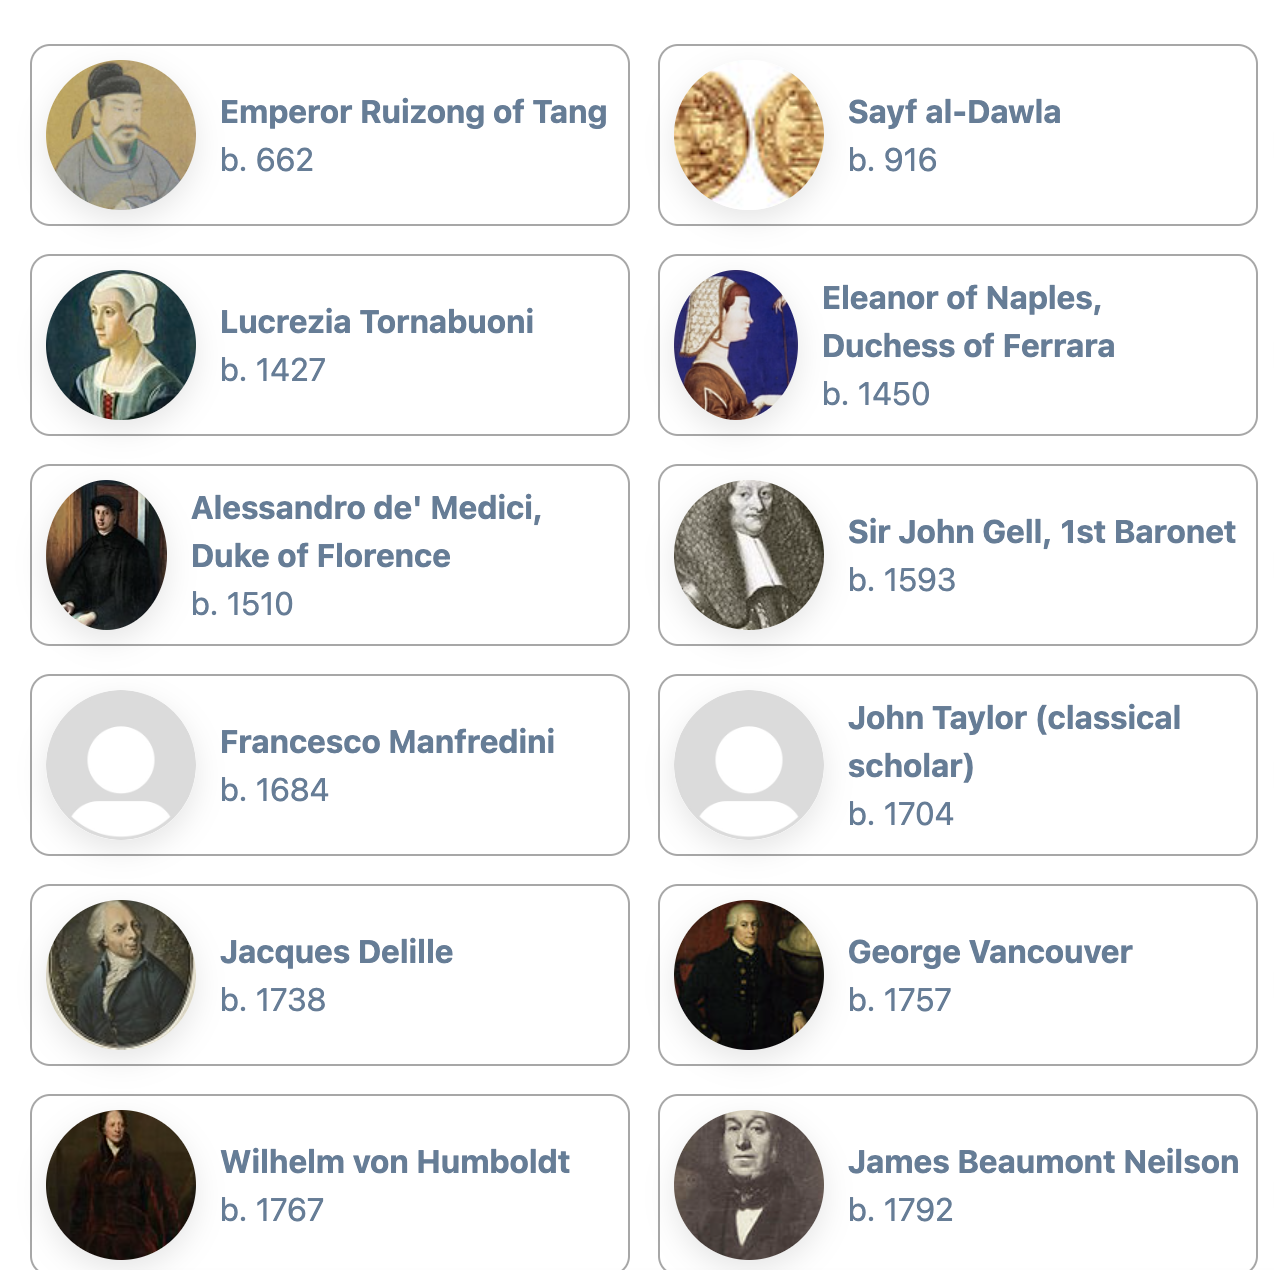 Emperor Ruizong of Tang
b. 662
Sayf al-Dawla
b. 916
Lucrezia Tornabuoni
b. 1427
Eleanor of Naples,
Duchess of Ferrara
b. 1450
Alessandro de' Medici,
Duke of Florence
b. 1510
Sir John Gell, 1st Baronet
b. 1593
Francesco Manfredini
b. 1684
John Taylor (classical
scholar)
b. 1704
Jacques Delille
b. 1738
George Vancouver
b. 1757
Wilhelm von Humboldt
b. 1767
James Beaumont Neilson
b. 1792